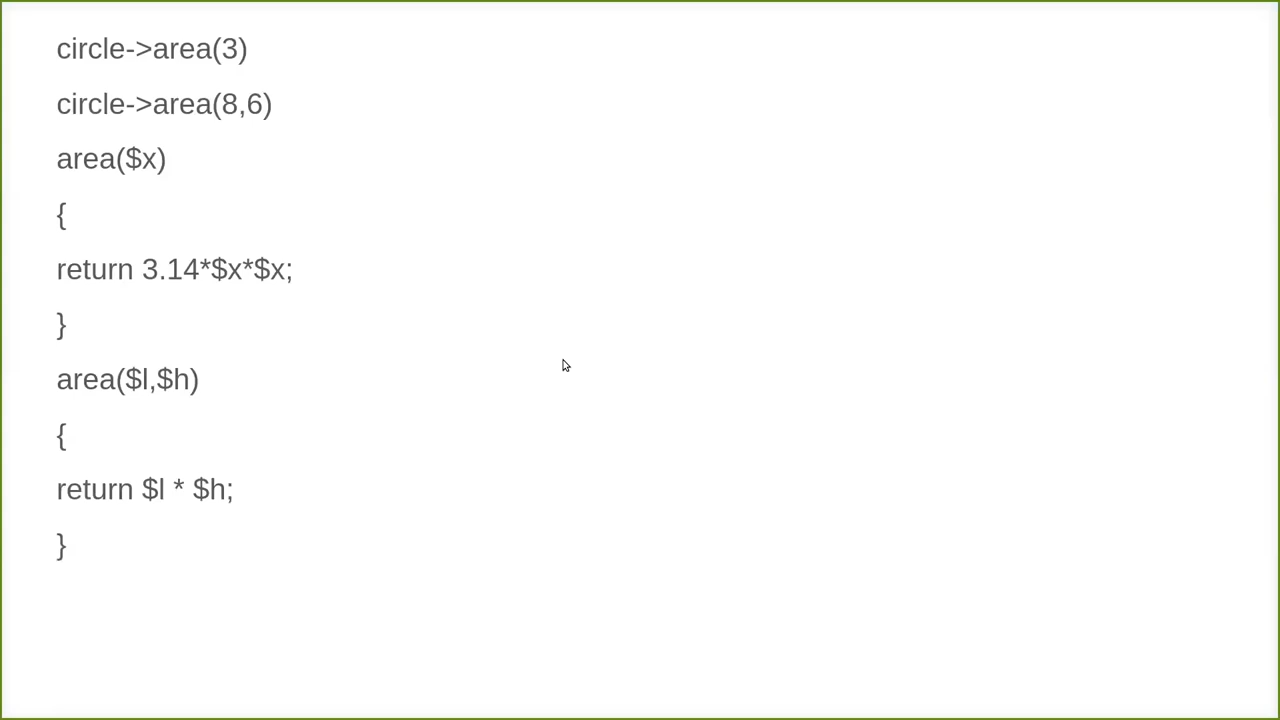 circle->area(3)
circle->area(8,6)
area($x)
{
return 3.14*$x*$x;
}
area($l,$h)
{
return $l * $h;
}